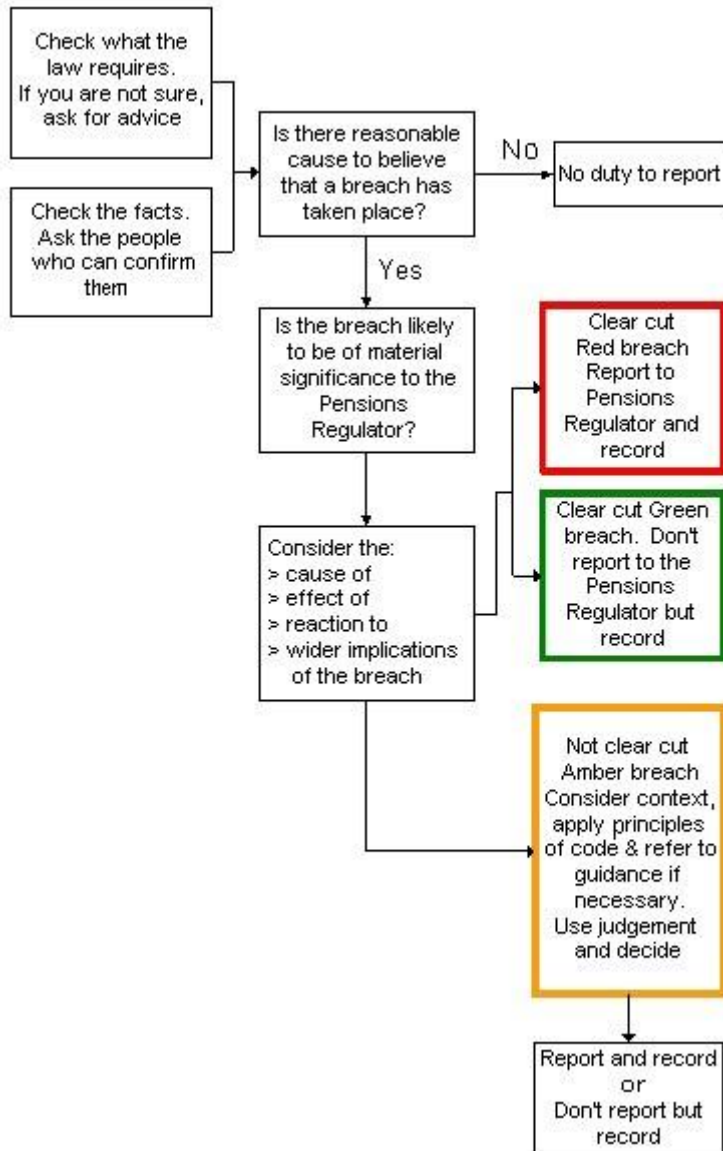 Check what the
law requires.
If you are not sure,
ask for advice
Check the facts.
Ask the people
who can confirm
them
Is there reasonable
cause to believe
that a breach has
taken place?
No
No duty to report
Yes
Is the breach likely
to be of material
significance to the
Pensions
Regulator?
Clear cut
Red breach
Report to
Pensions
Regulator and
record
Clear cut Green
breach. Don't
report to the
Pensions
Regulator but
record
Consider the:
> cause of
> effect of
> reaction to
> wider implications
of the breach
Not clear cut
Amber breach
Consider context,
apply principles
of code & refer to
guidance if
necessary.
Use judgement
and decide
Report and record
or
Don't report but
record